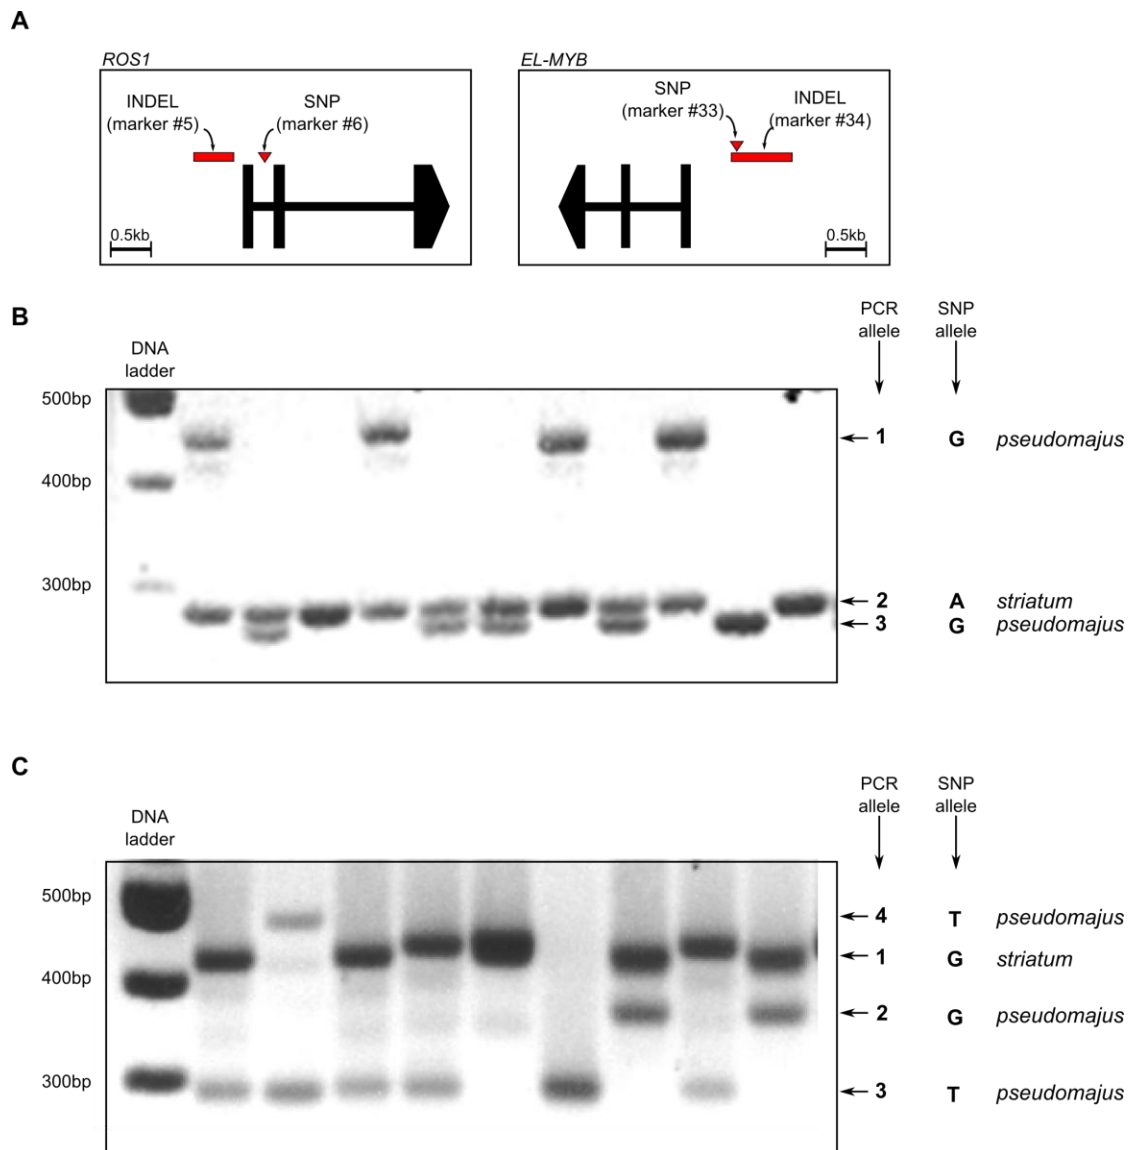 A
ROS1
INDEL
(marker #5)
SNP
(marker #6)
0.5kb
EL-MYB
SNP
(marker #33)
INDEL
(marker #34)
0.5kb
B
DNA
ladder
PCR
allele
SNP
allele
500bp
400bp
300bp
1 G pseudomajus
2 A striatum
3 G pseudomajus
C
DNA
ladder
PCR
allele
SNP
allele
500bp
400bp
300bp
4 T pseudomajus
1 G striatum
2 G pseudomajus
3 T pseudomajus